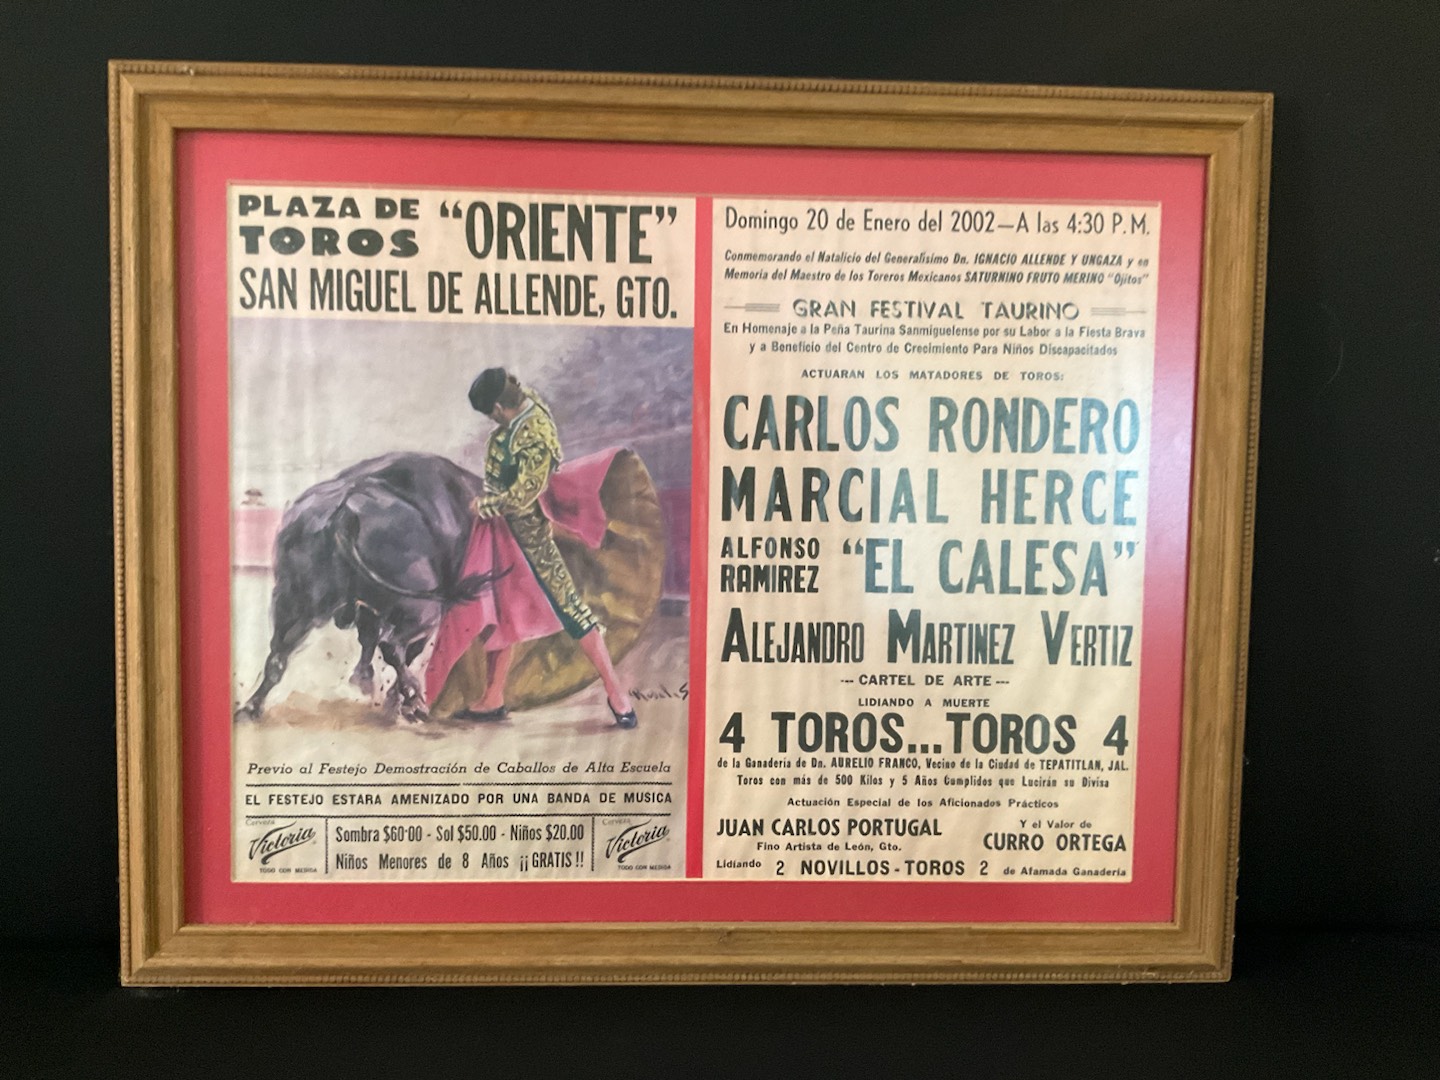 PLAZA DE TOROS "ORIENTE"
SAN MIGUEL DE ALLENDE, GTO.
Previo al Festejo Demostración de Caballos de Alta Escuela
EL FESTEJO ESTARA AMENIZADO POR UNA BANDA DE MUSICA
Cerveza
Victoria
TODO CON MEDIDA
Sombra $60.00 - Sol $50.00 - Niños $20.00
Niños Menores de 8 Años ¡¡GRATIS!!
Cerveza
Victoria
TODO CON MEDIDA
Domingo 20 de Enero del 2002—A las 4:30 P.M.
Conmemorando el Natalicio del Generalísimo Dn. IGNACIO ALLENDE Y UNGAZA y en
Memoria del Maestro de los Toreros Mexicanos SATURNINO FRUTO MERINO "Ojitos"
GRAN FESTIVAL TAURINO
En Homenaje a la Peña Taurina Sanmiguelense por su Labor a la Fiesta Brava
y a Beneficio del Centro de Crecimiento Para Niños Discapacitados
ACTUARAN LOS MATADORES DE TOROS:
CARLOS RONDERO
MARCIAL HERCE
ALFONSO RAMIREZ "EL CALESA"
ALEJANDRO MARTINEZ VERTIZ
--- CARTEL DE ARTE ---
LIDIANDO A MUERTE
4 TOROS...TOROS 4
de la Ganadería de Dn. AURELIO FRANCO, Vecino de la Ciudad de TEPATITLAN, JAL.
Toros con más de 500 Kilos y 5 Años Cumplidos que Lucirán su Divisa
Actuación Especial de los Aficionados Prácticos
JUAN CARLOS PORTUGAL
Fino Artista de León, Gto.
Y el Valor de
CURRO ORTEGA
Lidiando 2 NOVILLOS - TOROS 2 de Afamada Ganadería